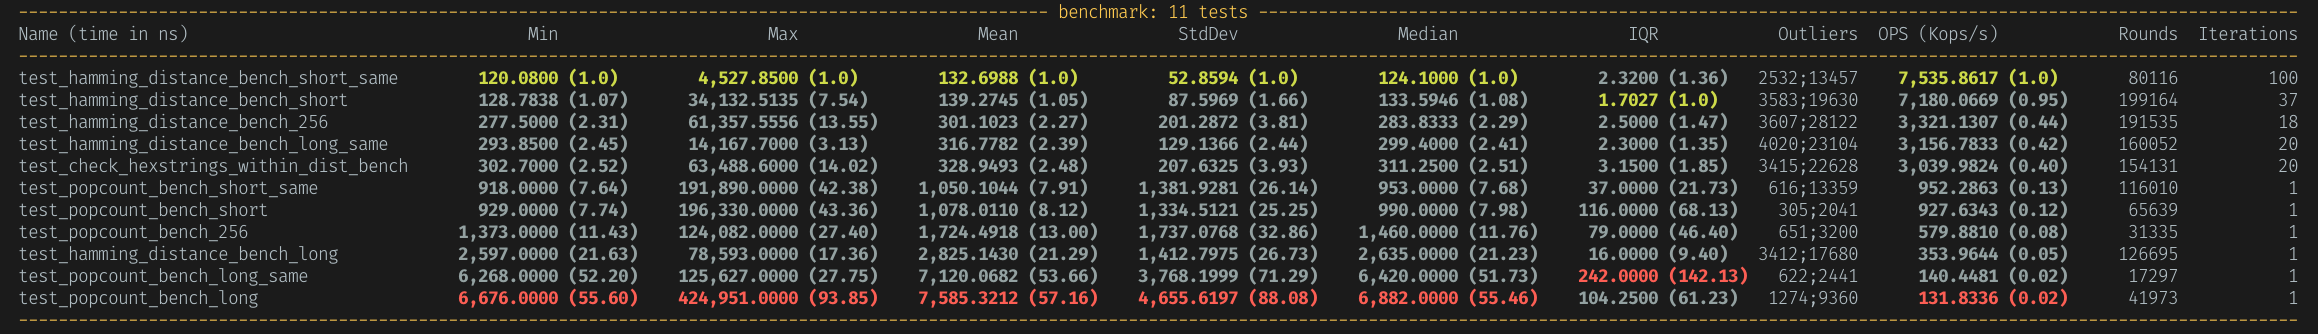 benchmark: 11 tests
Name (time in ns) Min Max Mean StdDev Median IQR Outliers OPS (Kops/s) Rounds Iterations
test_hamming_distance_bench_short_same 120.0800 (1.0) 4,527.8500 (1.0) 132.6988 (1.0) 52.8594 (1.0) 124.1000 (1.0) 2.3200 (1.36) 2532;13457 7,535.8617 (1.0) 80116 100
test_hamming_distance_bench_short 128.7838 (1.07) 34,132.5135 (7.54) 139.2745 (1.05) 87.5969 (1.66) 133.5946 (1.08) 1.7027 (1.0) 3583;19630 7,180.0669 (0.95) 199164 37
test_hamming_distance_bench_256 277.5000 (2.31) 61,357.5556 (13.55) 301.1023 (2.27) 201.2872 (3.81) 283.8333 (2.29) 2.5000 (1.47) 3607;28122 3,321.1307 (0.44) 191535 18
test_hamming_distance_bench_long_same 293.8500 (2.45) 14,167.7000 (3.13) 316.7782 (2.39) 129.1366 (2.44) 299.4000 (2.41) 2.3000 (1.35) 4020;23104 3,156.7833 (0.42) 160052 20
test_check_hexstrings_within_dist_bench 302.7000 (2.52) 63,488.6000 (14.02) 328.9493 (2.48) 207.6325 (3.93) 311.2500 (2.51) 3.1500 (1.85) 3415;22628 3,039.9824 (0.40) 154131 20
test_popcount_bench_short_same 918.0000 (7.64) 191,890.0000 (42.38) 1,050.1044 (7.91) 1,381.9281 (26.14) 953.0000 (7.68) 37.0000 (21.73) 616;13359 952.2863 (0.13) 116010 1
test_popcount_bench_short 929.0000 (7.74) 196,330.0000 (43.36) 1,078.0110 (8.12) 1,334.5121 (25.25) 990.0000 (7.98) 116.0000 (68.13) 305;2041 927.6343 (0.12) 65639 1
test_popcount_bench_256 1,373.0000 (11.43) 124,082.0000 (27.40) 1,724.4918 (13.00) 1,737.0768 (32.86) 1,460.0000 (11.76) 79.0000 (46.40) 651;3200 579.8810 (0.08) 31335 1
test_hamming_distance_bench_long 2,597.0000 (21.63) 78,593.0000 (17.36) 2,825.1430 (21.29) 1,412.7975 (26.73) 2,635.0000 (21.23) 16.0000 (9.40) 3412;17680 353.9644 (0.05) 126695 1
test_popcount_bench_long_same 6,268.0000 (52.20) 125,627.0000 (27.75) 7,120.0682 (53.66) 3,768.1999 (71.29) 6,420.0000 (51.73) 242.0000 (142.13) 622;2441 140.4481 (0.02) 17297 1
test_popcount_bench_long 6,676.0000 (55.60) 424,951.0000 (93.85) 7,585.3212 (57.16) 4,655.6197 (88.08) 6,882.0000 (55.46) 104.2500 (61.23) 1274;9360 131.8336 (0.02) 41973 1